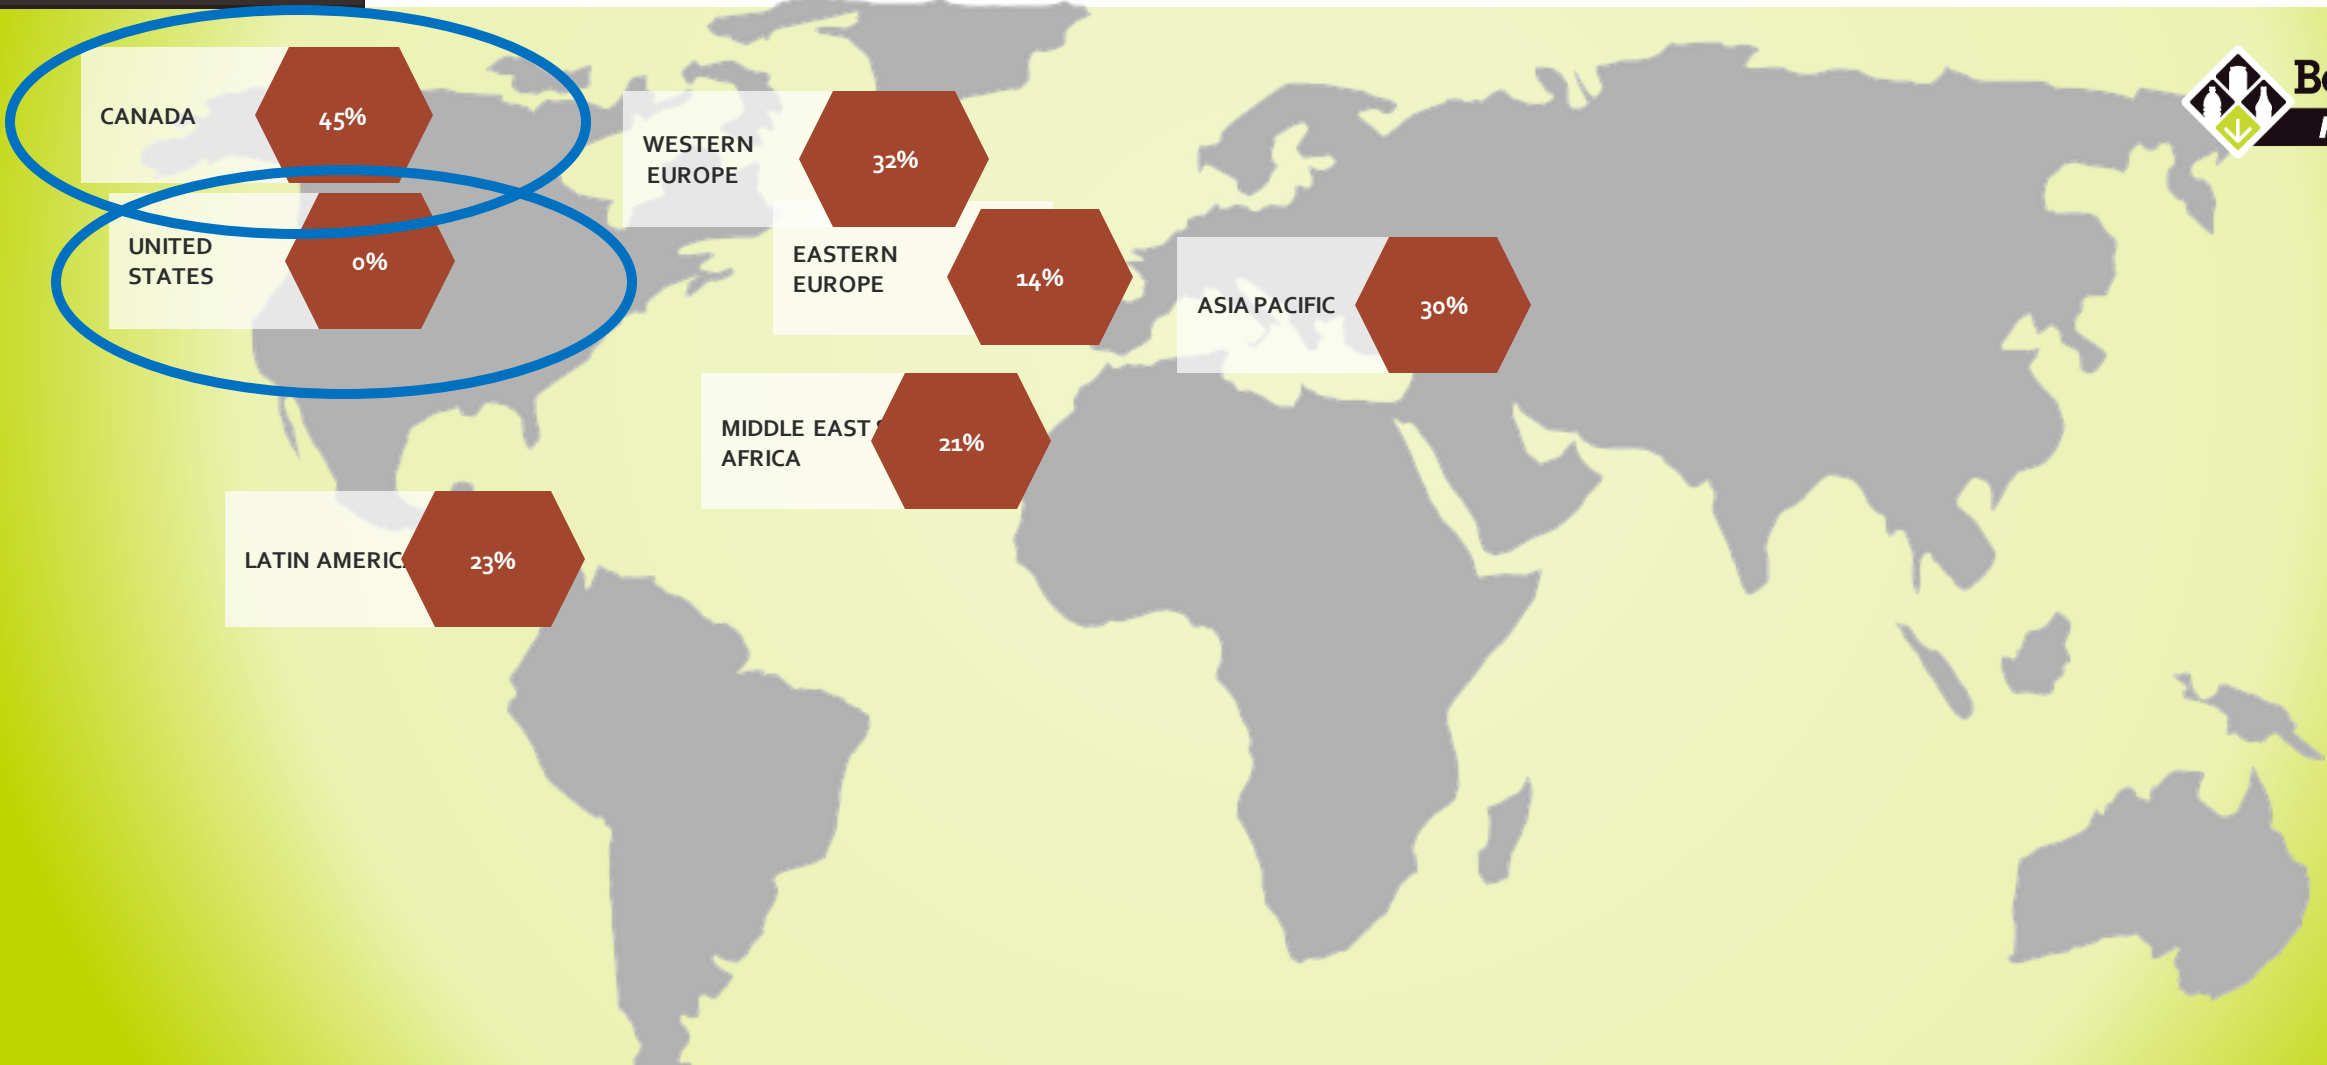 CANADA
45%
UNITED
STATES
0%
WESTERN
EUROPE
32%
EASTERN
EUROPE
14%
ASIA PACIFIC
30%
MIDDLE EAST
AFRICA
21%
LATIN AMERIC
23%